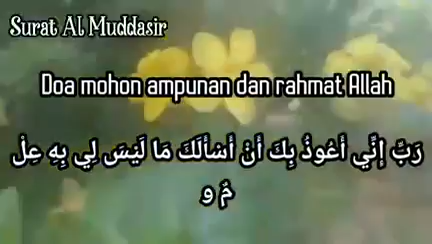 Surat Al Muddasir
Doa mohon ampunan dan rahmat Allah
رَبِّ إِنِّي أَعُوذُ بِكَ أَنْ أَسْأَلَكَ مَا لَيْسَ لِي بِهِ عِلْ
مٌ و